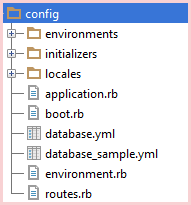 config
environments
initializers
locales
application.rb
boot.rb
database.yml
database_sample.yml
environment.rb
routes.rb